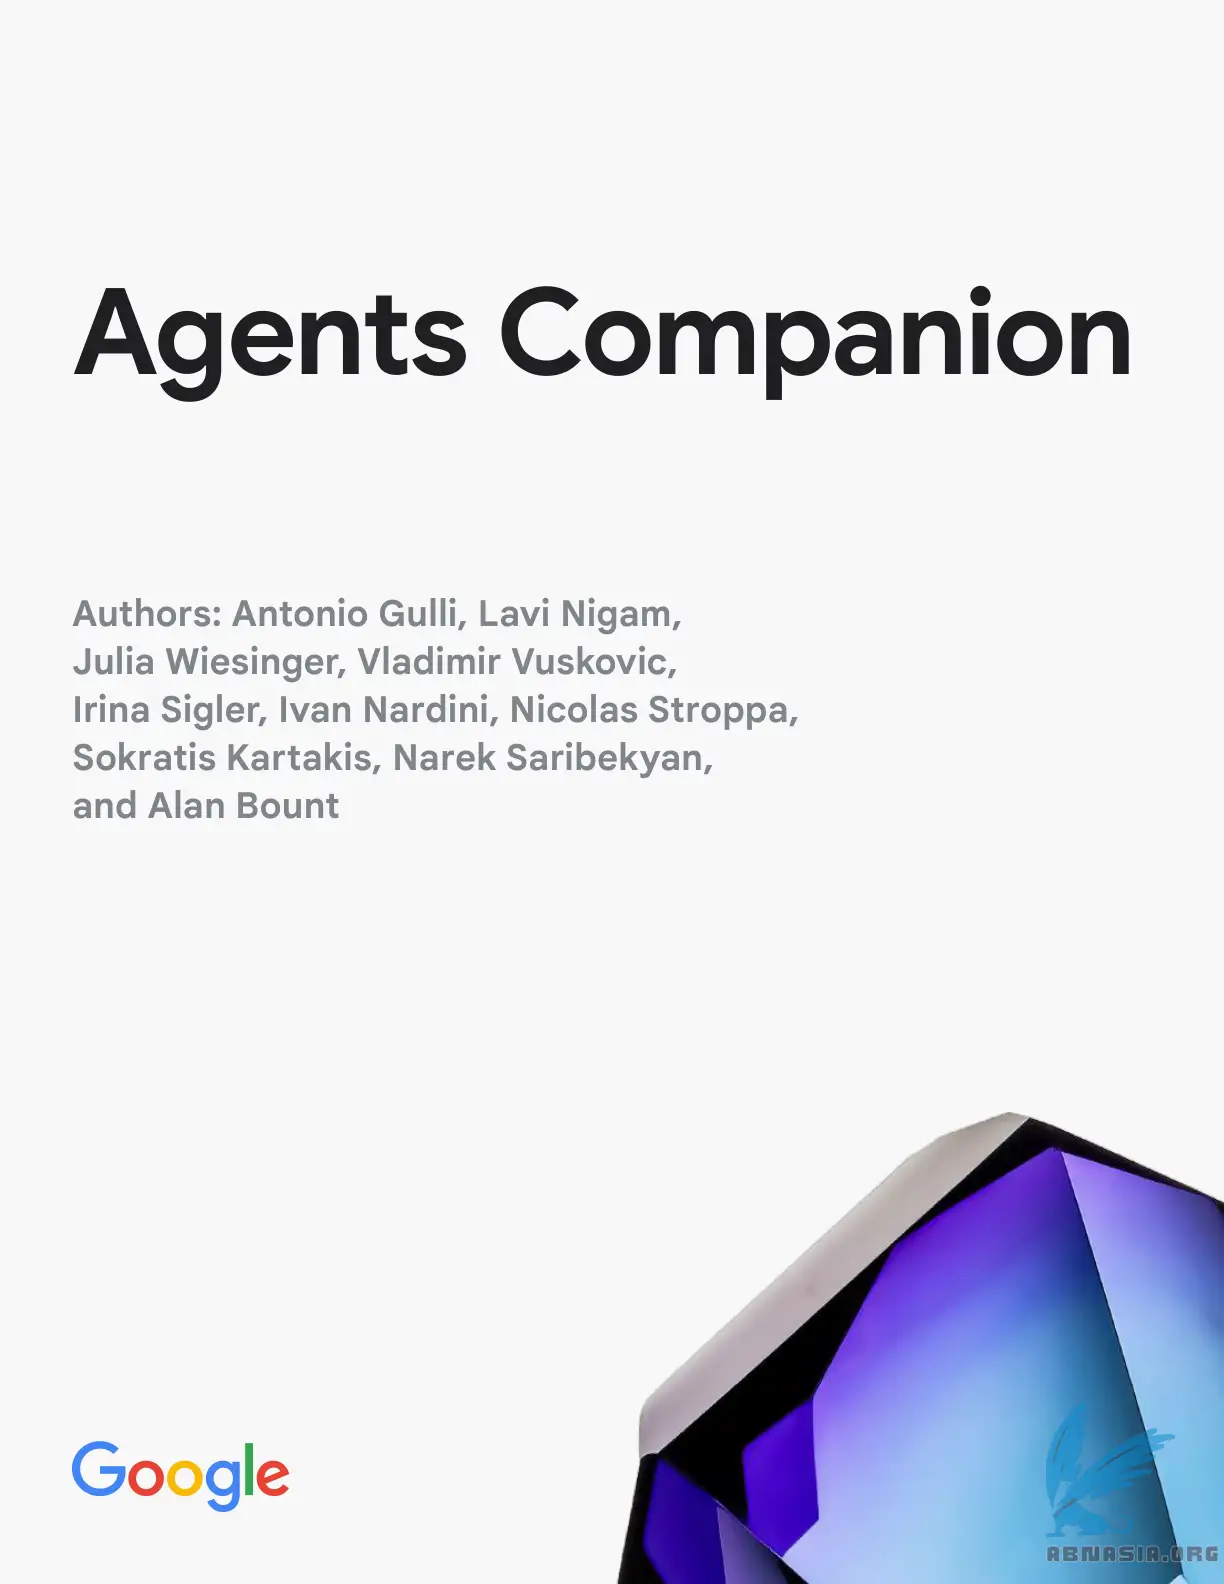 Agents Companion
Authors: Antonio Gulli, Lavi Nigam,
Julia Wiesinger, Vladimir Vuskovic,
Irina Sigler, Ivan Nardini, Nicolas Stroppa,
Sokratis Kartakis, Narek Saribekyan,
and Alan Bount
Google
ABNASIA.ORG